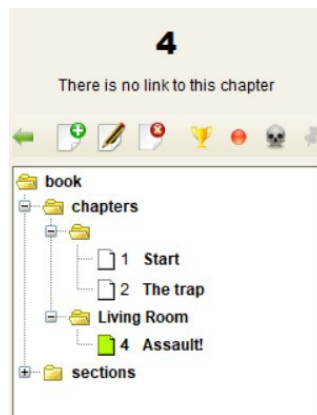 4
There is no link to this chapter
book
chapters
1 Start
2 The trap
Living Room
4 Assault!
sections